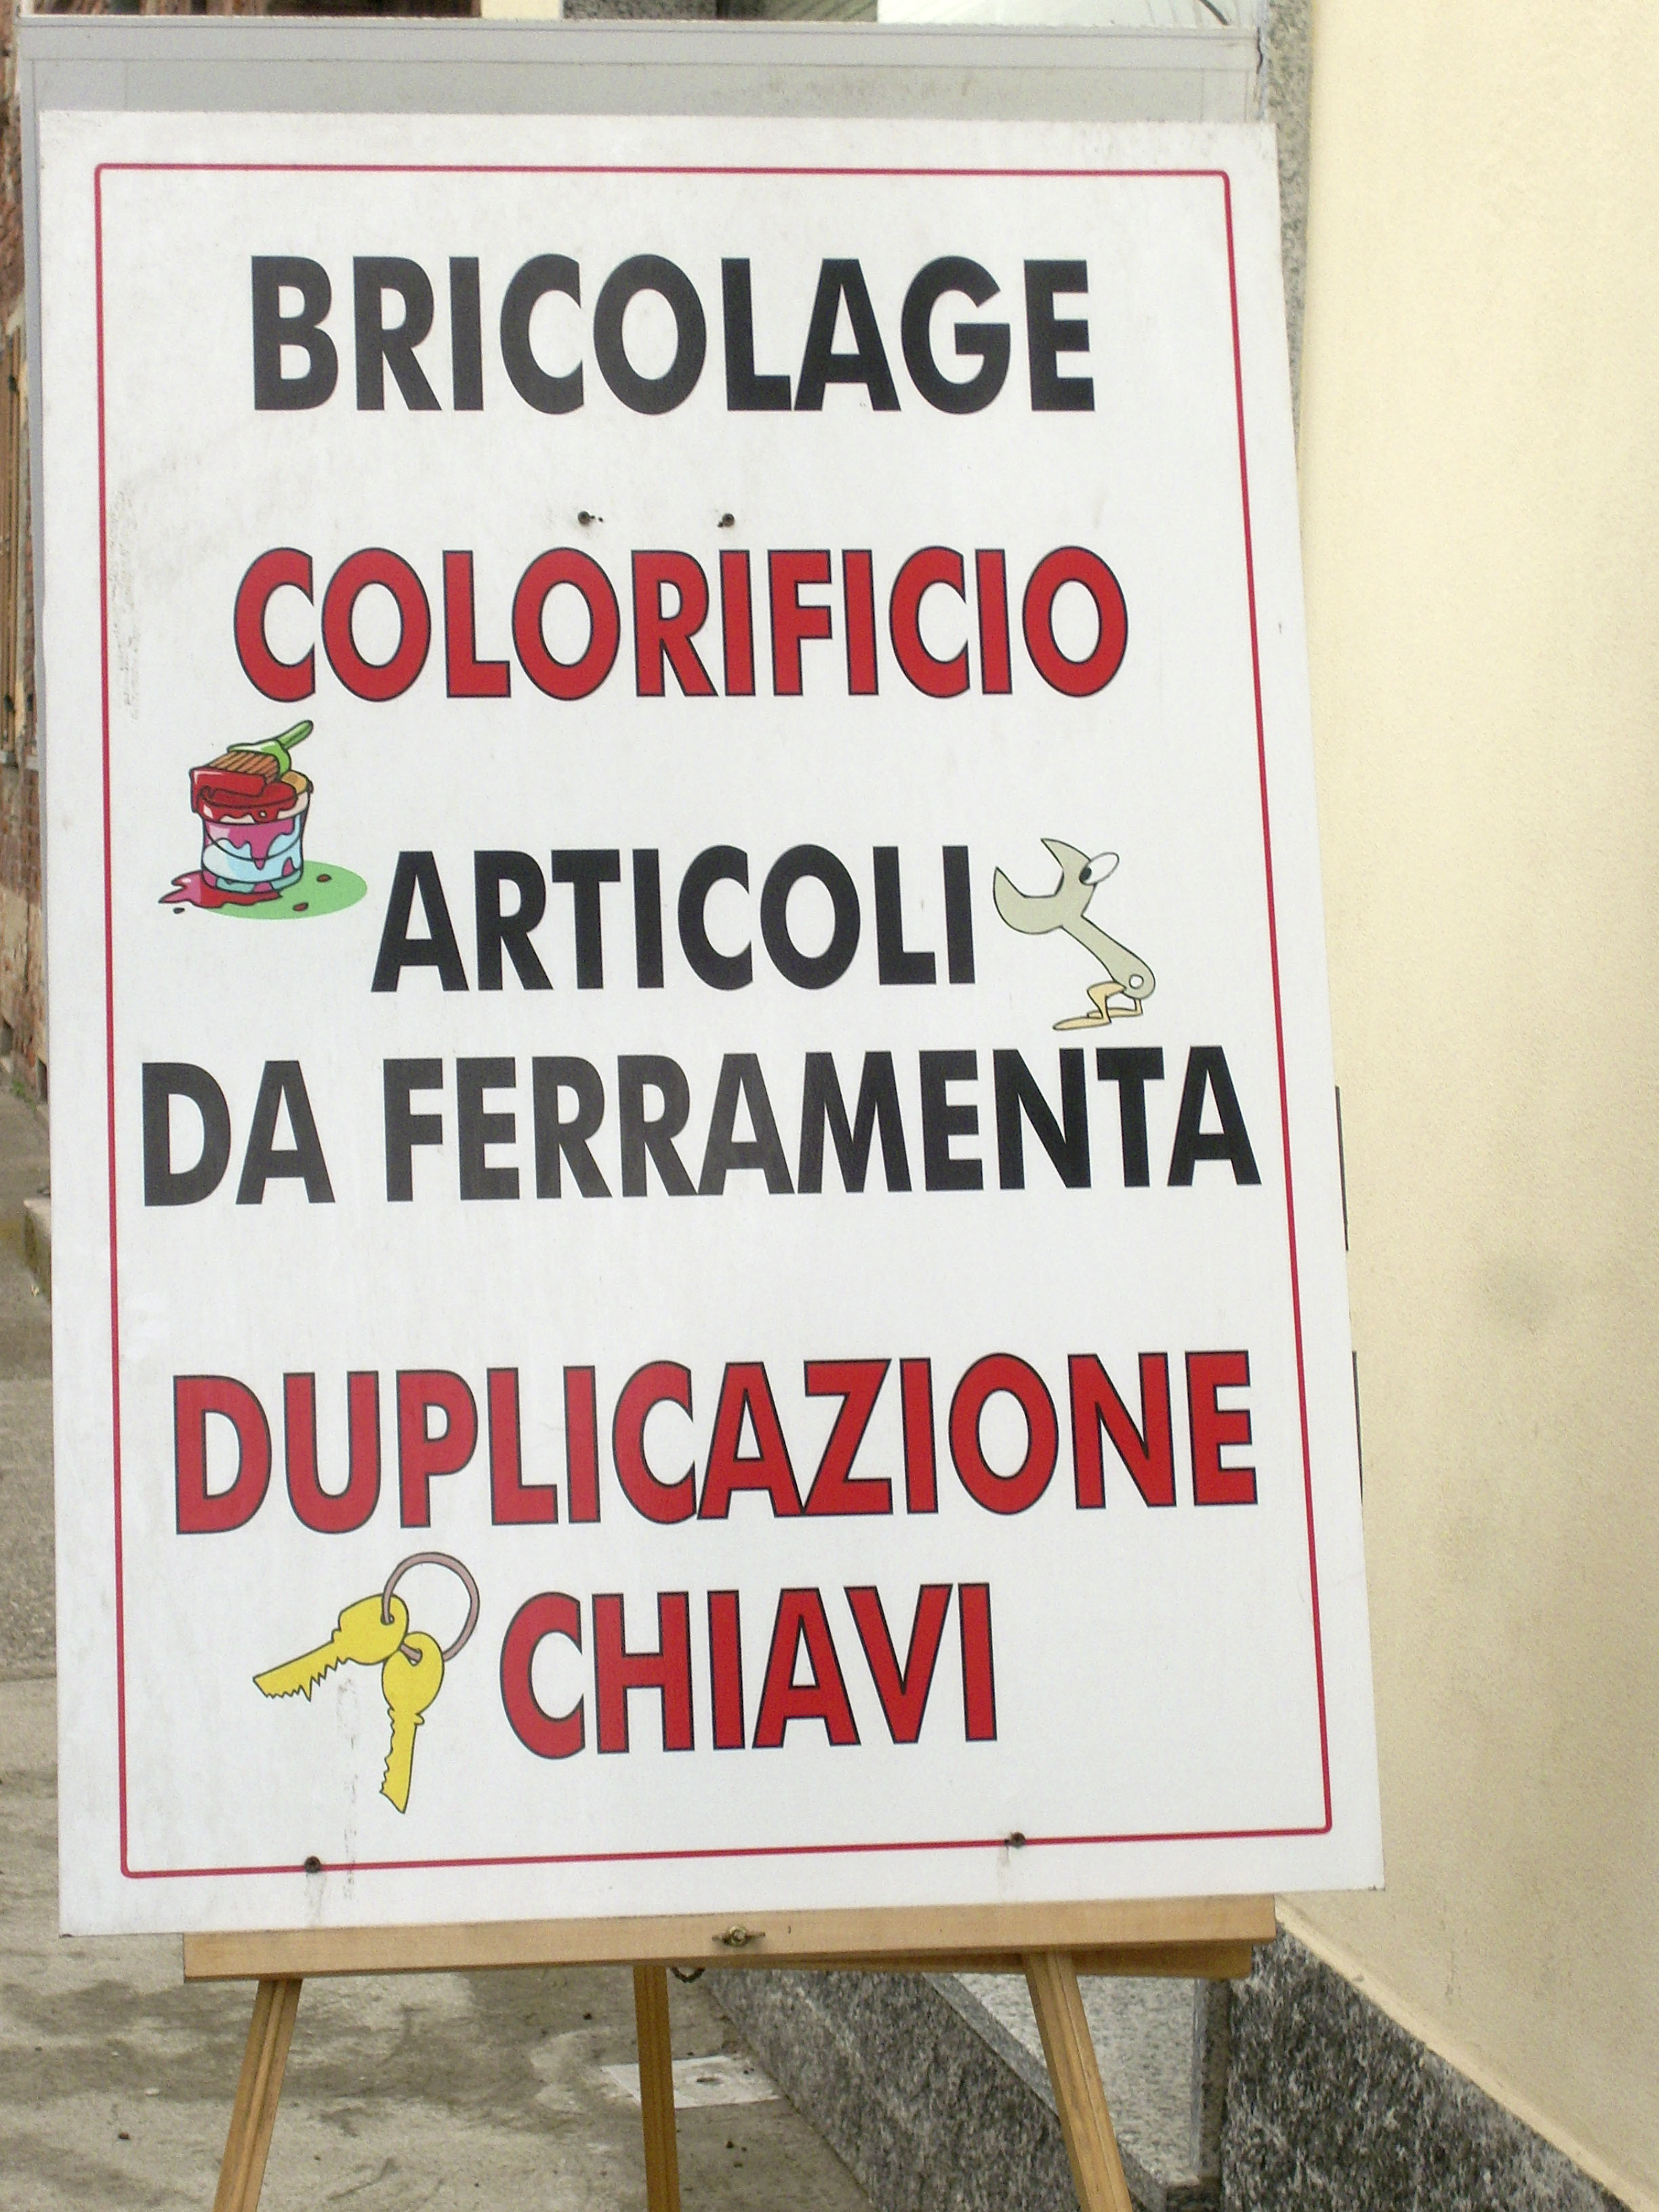 BRICOLAGE
COLORIFICIO
ARTICOLI
DA FERRAMENTA
DUPLICAZIONE
CHIAVI